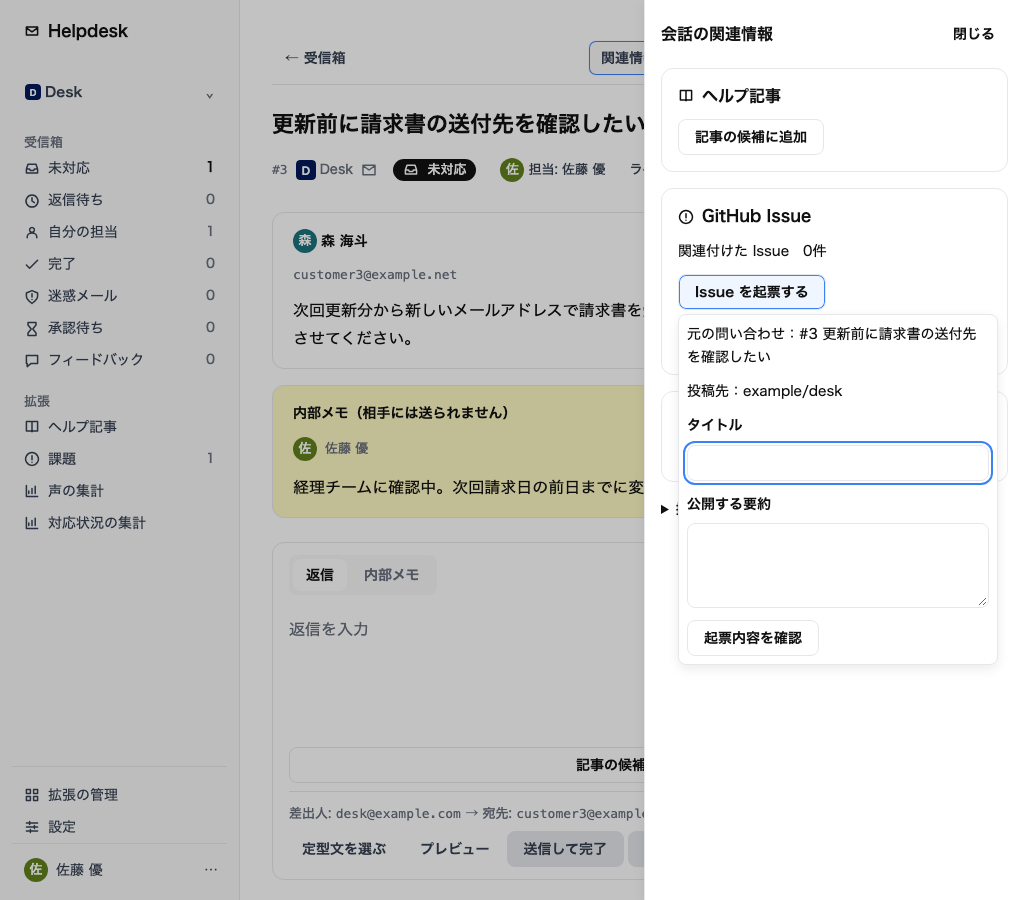 Helpdesk
D Desk
受信箱
未対応 1
返信待ち 0
自分の担当 1
完了 0
迷惑メール 0
承認待ち 0
フィードバック 0
拡張
ヘルプ記事
課題 1
声の集計
対応状況の集計
拡張の管理
設定
佐 佐藤 優 …
← 受信箱
関連情
更新前に請求書の送付先を確認したい
#3 D Desk 未対応 佐 担当: 佐藤 優
森 森 海斗
customer3@example.net
次回更新分から新しいメールアドレスで請求書を
させてください。
内部メモ（相手には送られません）
佐 佐藤 優
経理チームに確認中。次回請求日の前日までに変
返信 内部メモ
返信を入力
記事の候補
差出人: desk@example.com → 宛先: customer3@example
定型文を選ぶ プレビュー 送信して完了
会話の関連情報 閉じる
ヘルプ記事
記事の候補に追加
GitHub Issue
関連付けた Issue 0件
Issue を起票する
元の問い合わせ：#3 更新前に請求書の送付先
を確認したい
投稿先：example/desk
タイトル
公開する要約
起票内容を確認